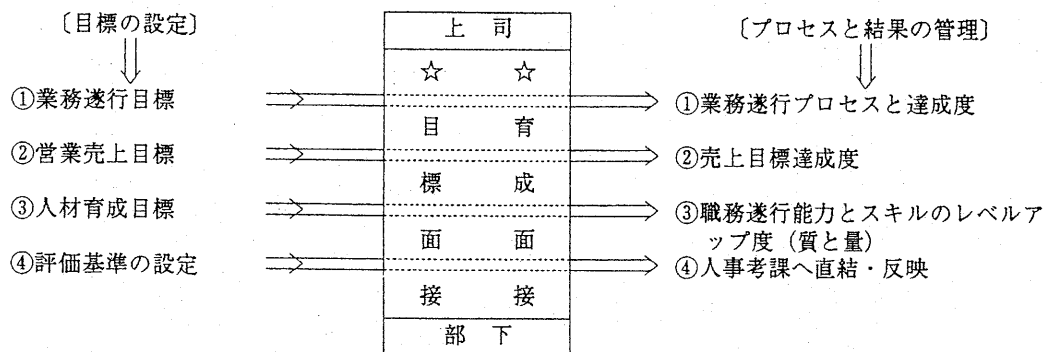 〔目標の設定〕
①業務遂行目標
②営業売上目標
③人材育成目標
④評価基準の設定
上司
☆目標面接
☆育成面接
部下
〔プロセスと結果の管理〕
①業務遂行プロセスと達成度
②売上目標達成度
③職務遂行能力とスキルのレベルア
ップ度（質と量）
④人事考課へ直結・反映